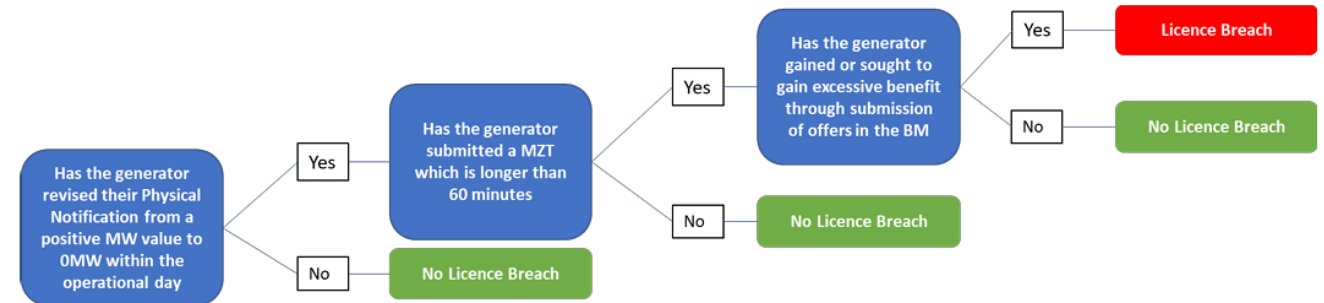 Has the generator
revised their Physical
Notification from a
positive MW value to
0MW within the
operational day
Yes
No
Has the generator
submitted a MZT
which is longer than
60 minutes
No Licence Breach
Yes
No
Has the generator
gained or sought to
gain excessive benefit
through submission
of offers in the BM
No Licence Breach
Yes
No
Licence Breach
No Licence Breach